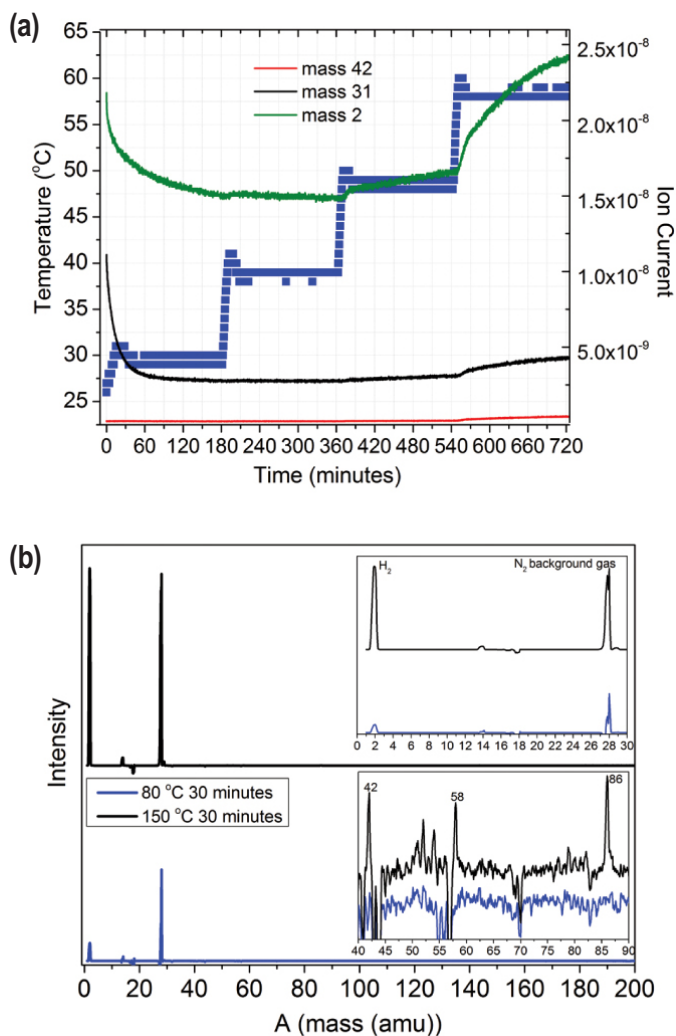 (a)
65
60
55
50
45
40
35
30
25
Temperature (°C)
mass 42
mass 31
mass 2
2.5x10⁻⁸
2.0x10⁻⁸
1.5x10⁻⁸
1.0x10⁻⁸
5.0x10⁻⁹
Ion Current
0 60 120 180 240 300 360 420 480 540 600 660 720
Time (minutes)
(b)
Intensity
H₂
N₂ background gas
0 2 4 6 8 10 12 14 16 18 20 22 24 26 28 30
80 °C 30 minutes
150 °C 30 minutes
42
58
86
40 45 50 55 60 65 70 75 80 85 90
0 20 40 60 80 100 120 140 160 180 200
A (mass (amu))